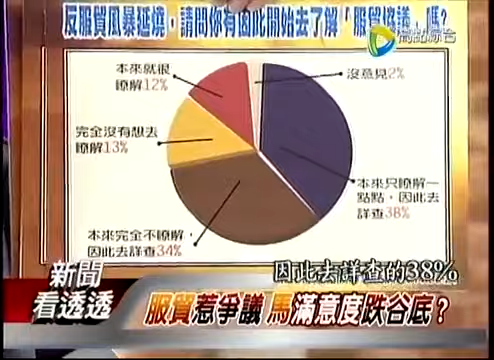 反服貿風暴延燒，請問你有因此開始去了解「服貿協議」嗎?
本來就很
瞭解12%
沒意見2%
完全沒有想去
瞭解13%
本來只瞭解一
點點，因此去
詳查38%
本來完全不瞭解，
因此去詳查34%
因此去詳查的38%
新聞
看透透
服貿惹爭議 馬滿意度跌谷底？